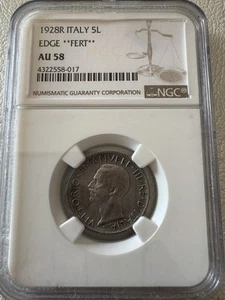 1928R ITALY 5L
EDGE **FERT**
AU 58
4322558-017
NUMISMATIC GUARANTY CORPORATION
NGC